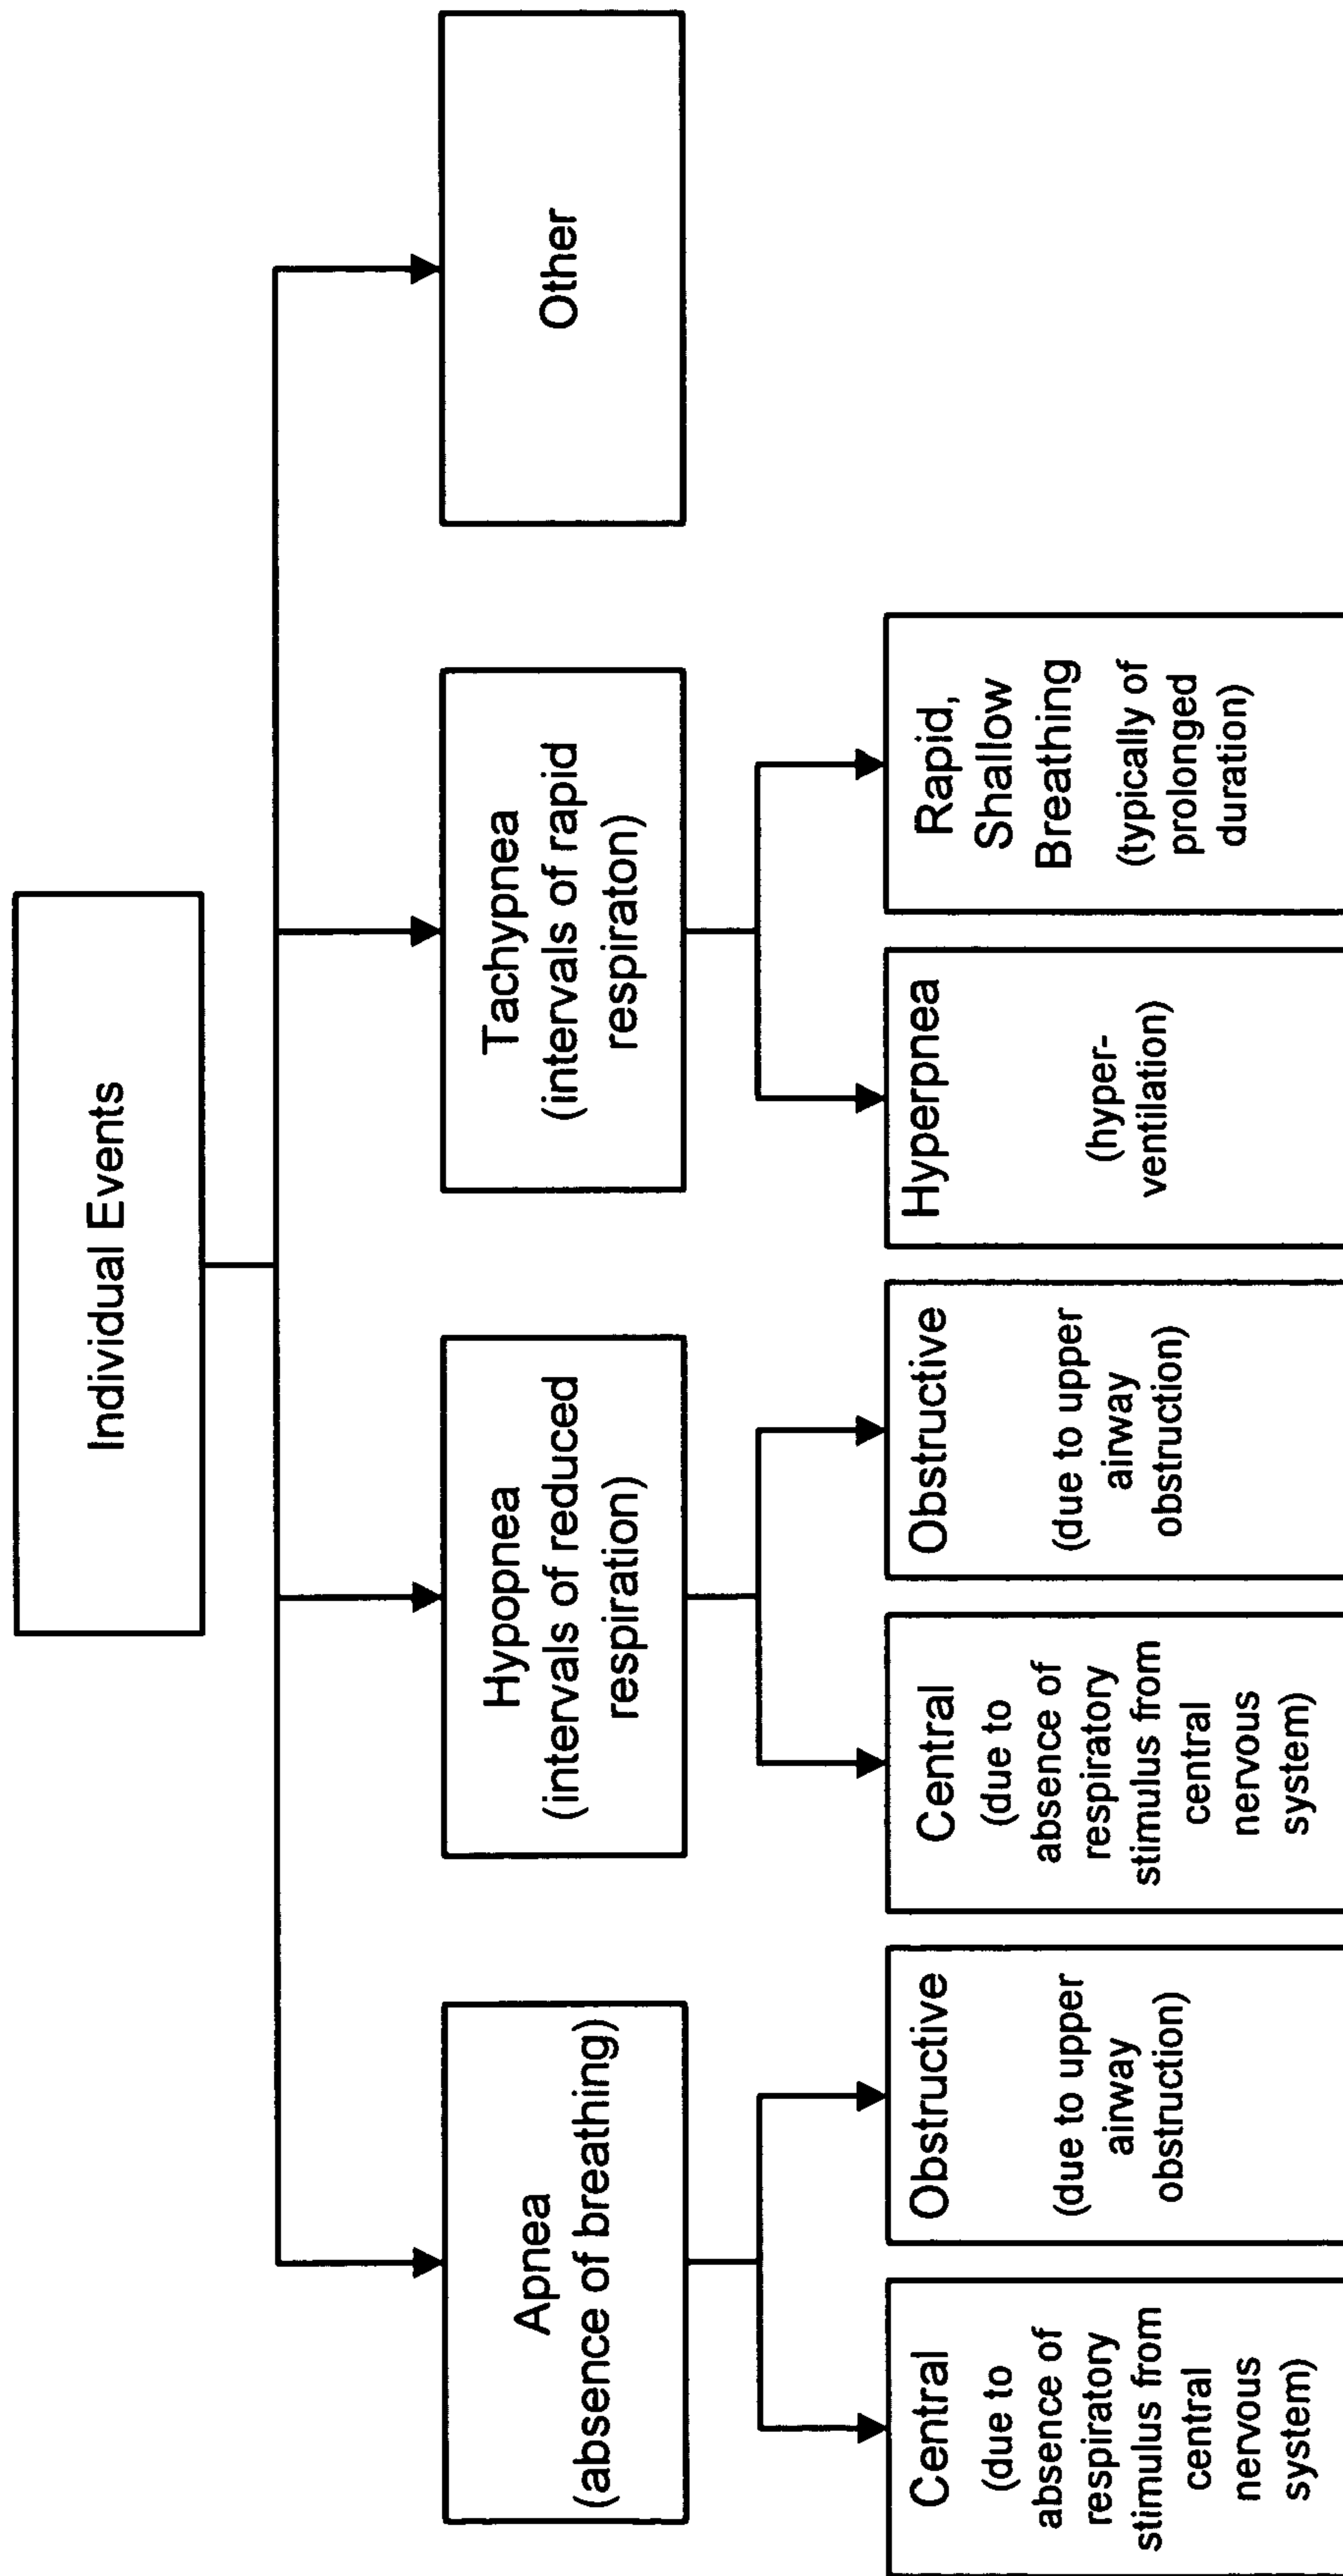 Individual Events
Apnea
(absence of breathing)
Hypopnea
(intervals of reduced
respiration)
Tachypnea
(intervals of rapid
respiraton)
Other
Central
(due to
absence of
respiratory
stimulus from
central
nervous
system)
Obstructive
(due to upper
airway
obstruction)
Central
(due to
absence of
respiratory
stimulus from
central
nervous
system)
Obstructive
(due to upper
airway
obstruction)
Hyperpnea
(hyper-
ventilation)
Rapid,
Shallow
Breathing
(typically of
prolonged
duration)